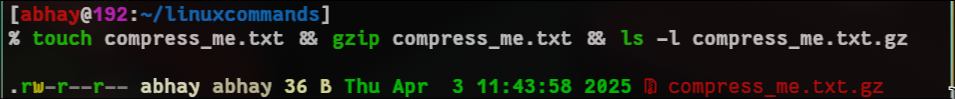 [abhay@192:~/linuxcommands]
% touch compress_me.txt && gzip compress_me.txt && ls -l compress_me.txt.gz
.rw-r--r-- abhay abhay 36 B Thu Apr  3 11:43:58 2025 compress_me.txt.gz